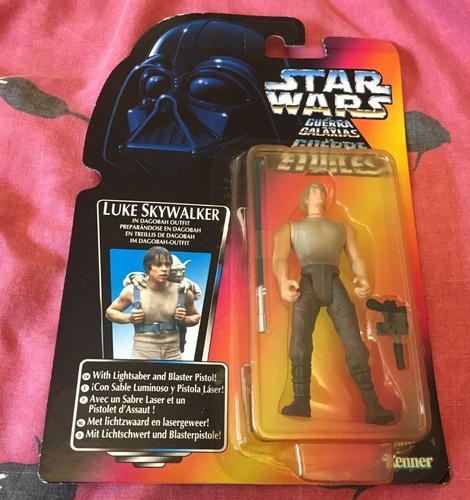 STAR
WARS
LA GUERRA
DE LAS
GALAXIAS
LA GUERRE
DES
ÉTOILES
LUKE SKYWALKER
IN DAGOBAH OUTFIT
PREPARÁNDOSE EN DAGOBAH
EN TREILLIS DE DAGOBAH
IM DAGOBAH-OUTFIT
With Lightsaber and Blaster Pistol!
¡Con Sable Luminoso y Pistola Láser!
Avec un Sabre Laser et un
Pistolet d'Assaut !
Met lichtzwaard en lasergeweer!
Mit Lichtschwert und Blasterpistole!
Kenner